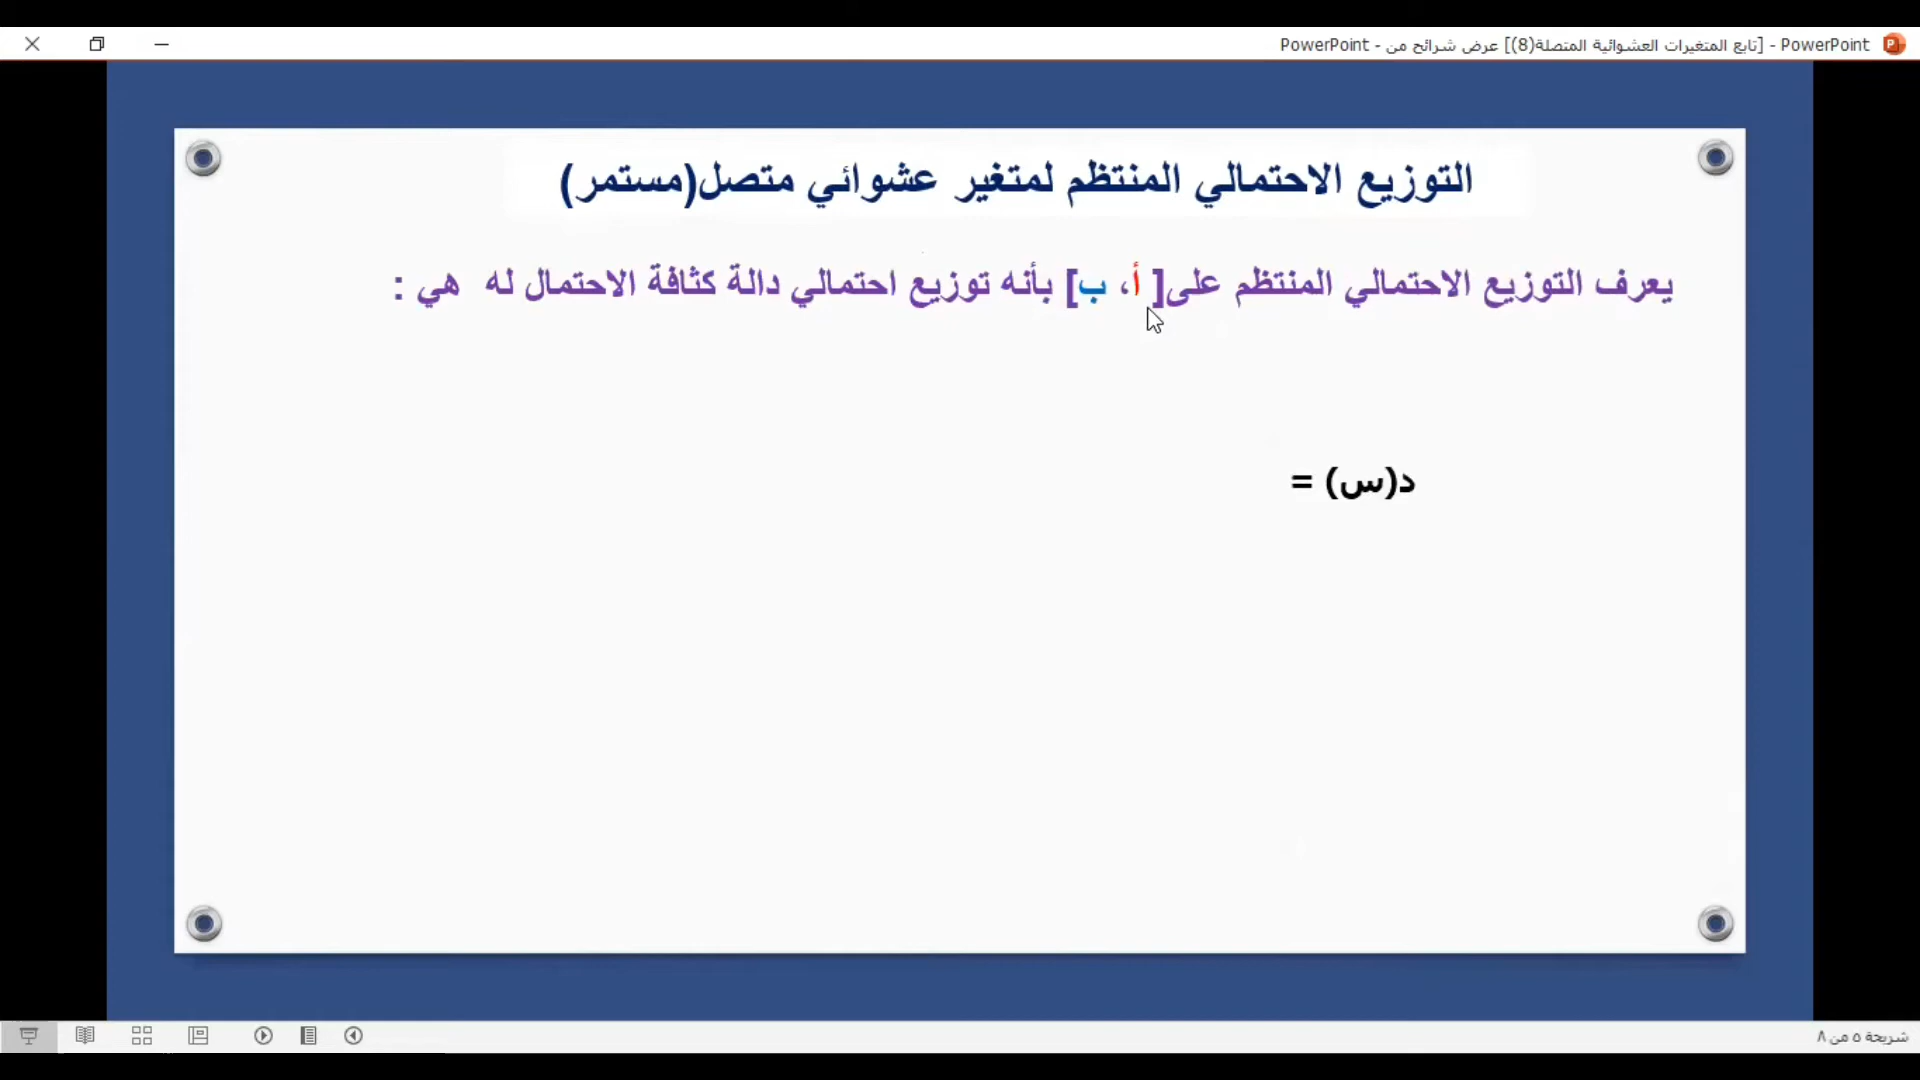 PowerPoint - [تابع المتغيرات العشوائية المتصلة(8)] عرض شرائح من - PowerPoint
التوزيع الاحتمالي المنتظم لمتغير عشوائي متصل(مستمر)
يعرف التوزيع الاحتمالي المنتظم على[ أ، ب] بأنه توزيع احتمالي دالة كثافة الاحتمال له هي :
د(س) =
شريحة ٥ من ٨